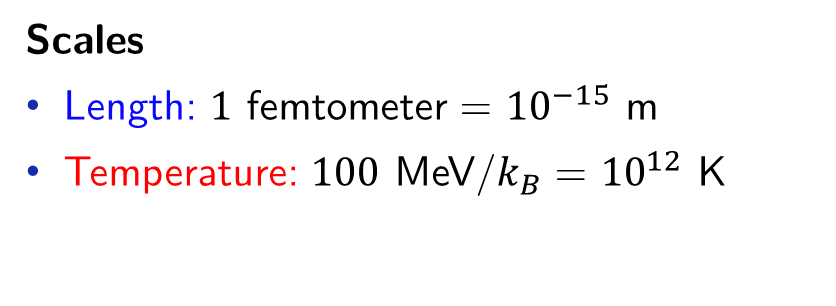 Scales
• Length: 1 femtometer = 10⁻¹⁵ m
• Temperature: 100 MeV/k_B = 10¹² K